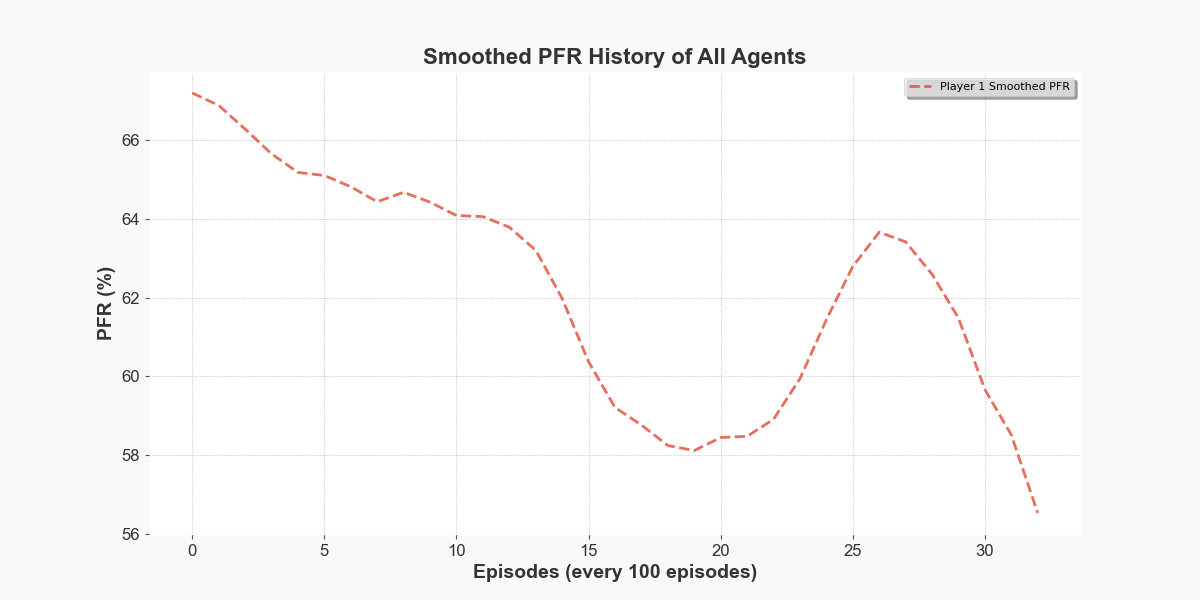 Smoothed PFR History of All Agents
Player 1 Smoothed PFR
PFR (%)
66
64
62
60
58
56
0 5 10 15 20 25 30
Episodes (every 100 episodes)